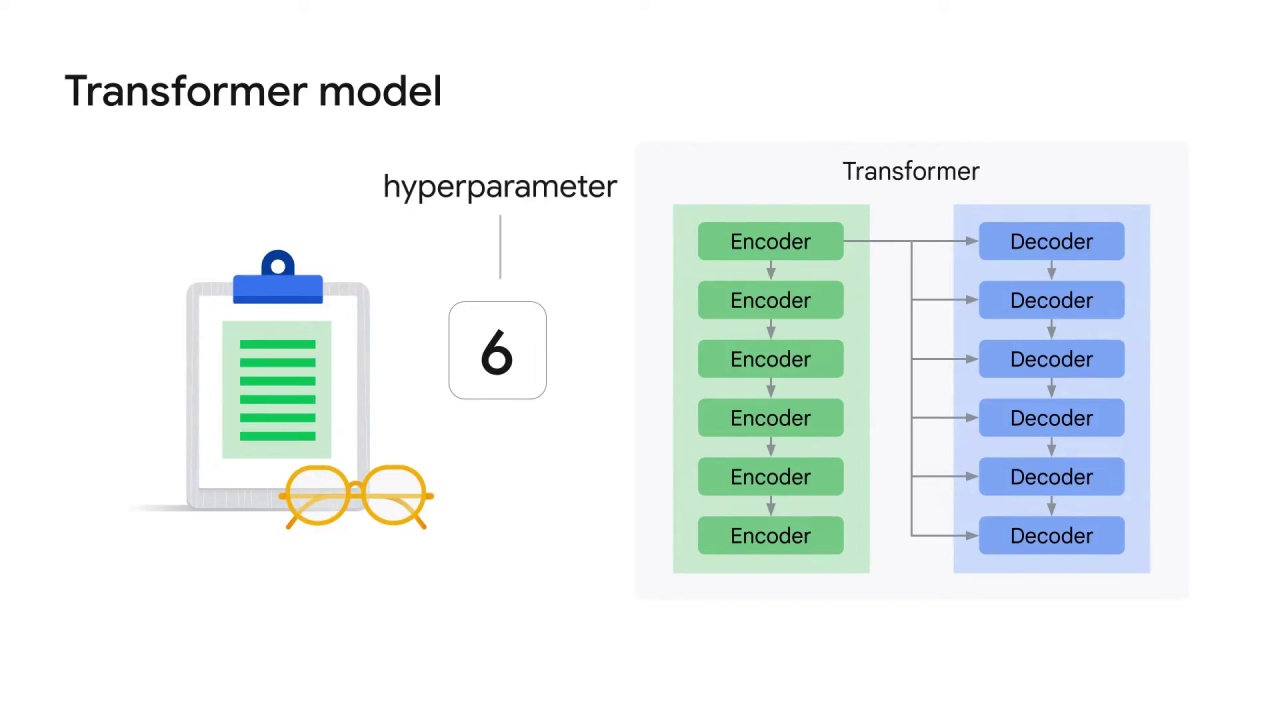 Transformer model
hyperparameter
6
Transformer
Encoder
Encoder
Encoder
Encoder
Encoder
Encoder
Decoder
Decoder
Decoder
Decoder
Decoder
Decoder